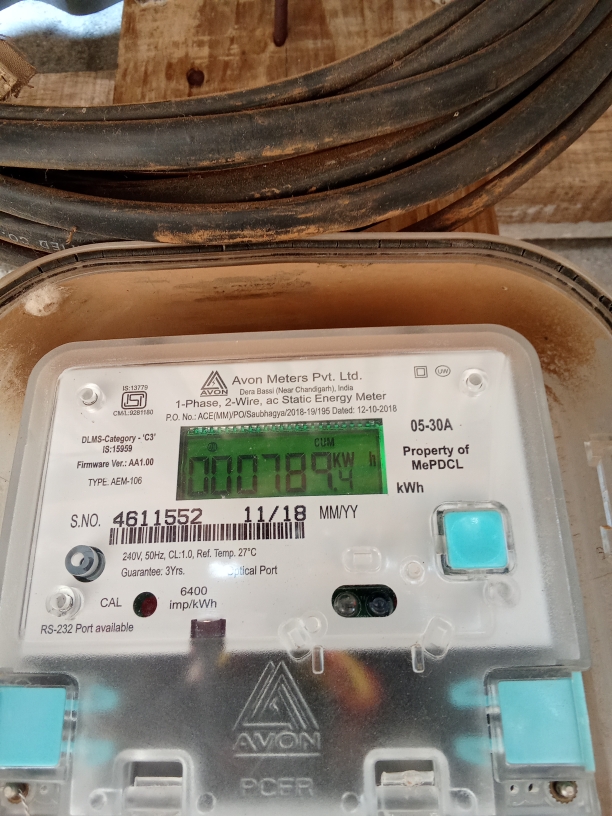 Avon Meters Pvt. Ltd.
Dera Bassi (Near Chandigarh), India
1-Phase, 2-Wire, ac Static Energy Meter
P.O. No.: ACE(MM)/PO/Saubhagya/2018-19/195 Dated: 12-10-2018
IS:13779
ISI
CM/L:9281180
AVON
UW
DLMS-Category - 'C3'
IS:15959
Firmware Ver.: AA1.00
TYPE. AEM-106
CUM
000789.4 KW h
05-30A
Property of
MePDCL
kWh
S.NO. 4611552 11/18 MM/YY
240V, 50Hz, CL:1.0, Ref. Temp. 27°C
Guarantee: 3Yrs. Optical Port
CAL
6400
imp/kWh
RS-232 Port available
AVON